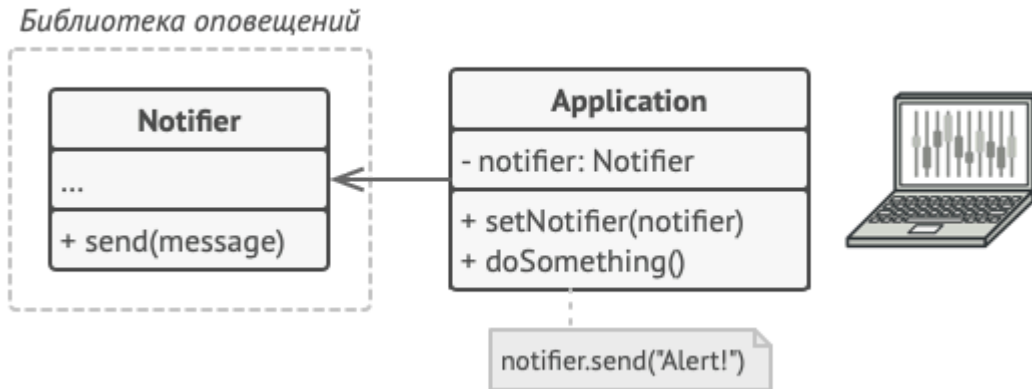 Библиотека оповещений
Notifier
...
+ send(message)
Application
- notifier: Notifier
+ setNotifier(notifier)
+ doSomething()
notifier.send("Alert!")